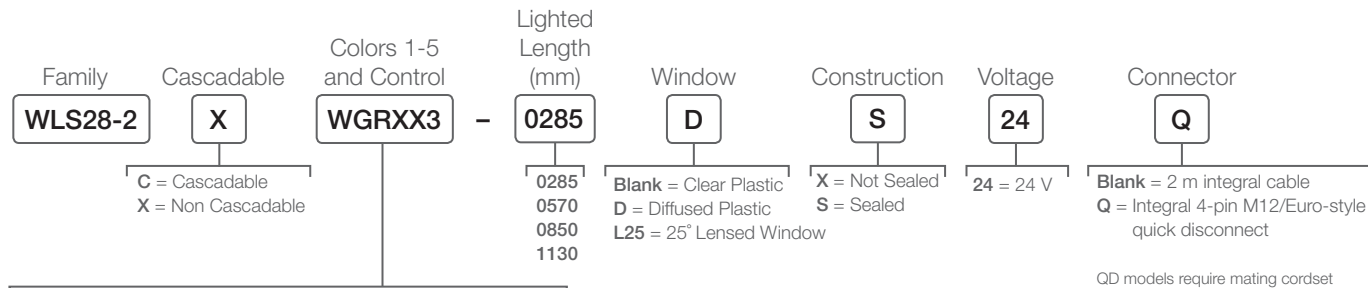 Family
Cascadable
Colors 1-5
and Control
Lighted
Length
(mm)
Window
Construction
Voltage
Connector
WLS28-2
X
WGRXX3
–
0285
D
S
24
Q
C = Cascadable
X = Non Cascadable
0285
0570
0850
1130
Blank = Clear Plastic
D = Diffused Plastic
L25 = 25° Lensed Window
X = Not Sealed
S = Sealed
24 = 24 V
Blank = 2 m integral cable
Q = Integral 4-pin M12/Euro-style
quick disconnect
QD models require mating cordset